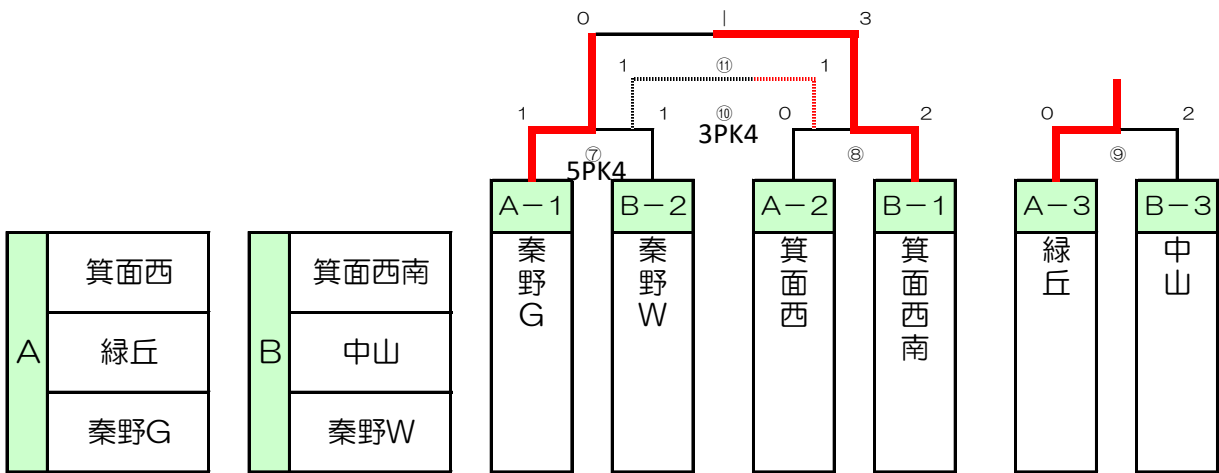 0 | 3
1 ⑪ 1
1 1 ⑩ 0 2 0 2
3PK4
⑦ ⑧ ⑨
5PK4
A-1 B-2 A-2 B-1 A-3 B-3
秦野G
秦野W
箕面西
箕面西南
緑丘
中山
A
箕面西
緑丘
秦野G
B
箕面西南
中山
秦野W